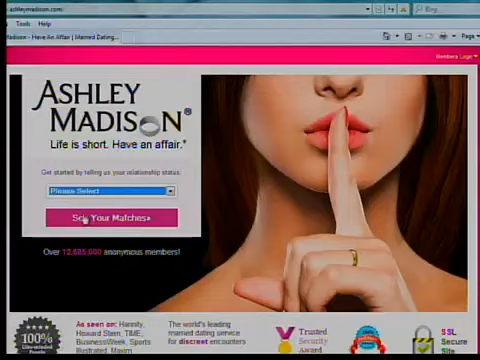 ashleymadison.com/
Bing
Tools Help
Madison - Have An Affair | Married Dating...
Page
Members Login
ASHLEY
MADISON®
Life is short. Have an affair.*
Get started by telling us your relationship status:
Please Select
See Your Matches»
Over 12,685,000 anonymous members!
100%
As seen on: Hannity,
Howard Stern, TIME,
BusinessWeek, Sports
Illustrated, Maxim
The world's leading
married dating service
for discreet encounters
Trusted
Security
Award
SSL
Secure
Site